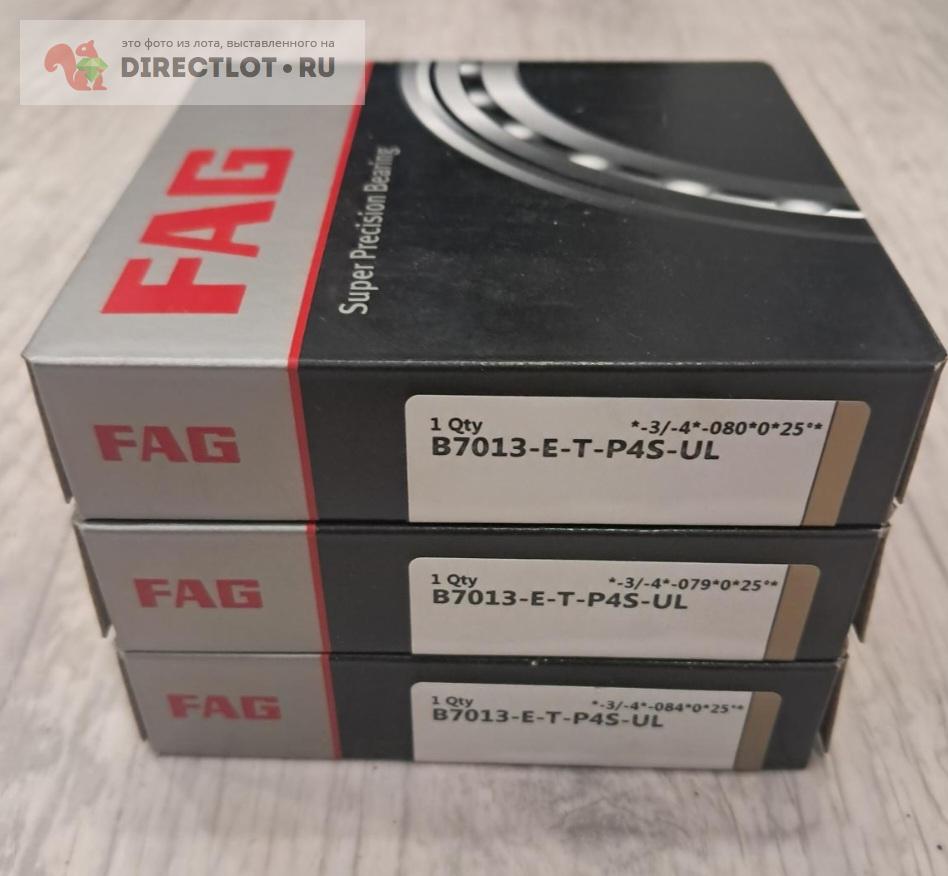 это фото из лота, выставленного на
DIRECTLOT•RU
FAG
Super Precision Bearing
FAG
1 Qty *-3/-4*-080*0*25°*
B7013-E-T-P4S-UL
FAG
1 Qty *-3/-4*-079*0*25°*
B7013-E-T-P4S-UL
FAG
1 Qty *-3/-4*-084*0*25°*
B7013-E-T-P4S-UL